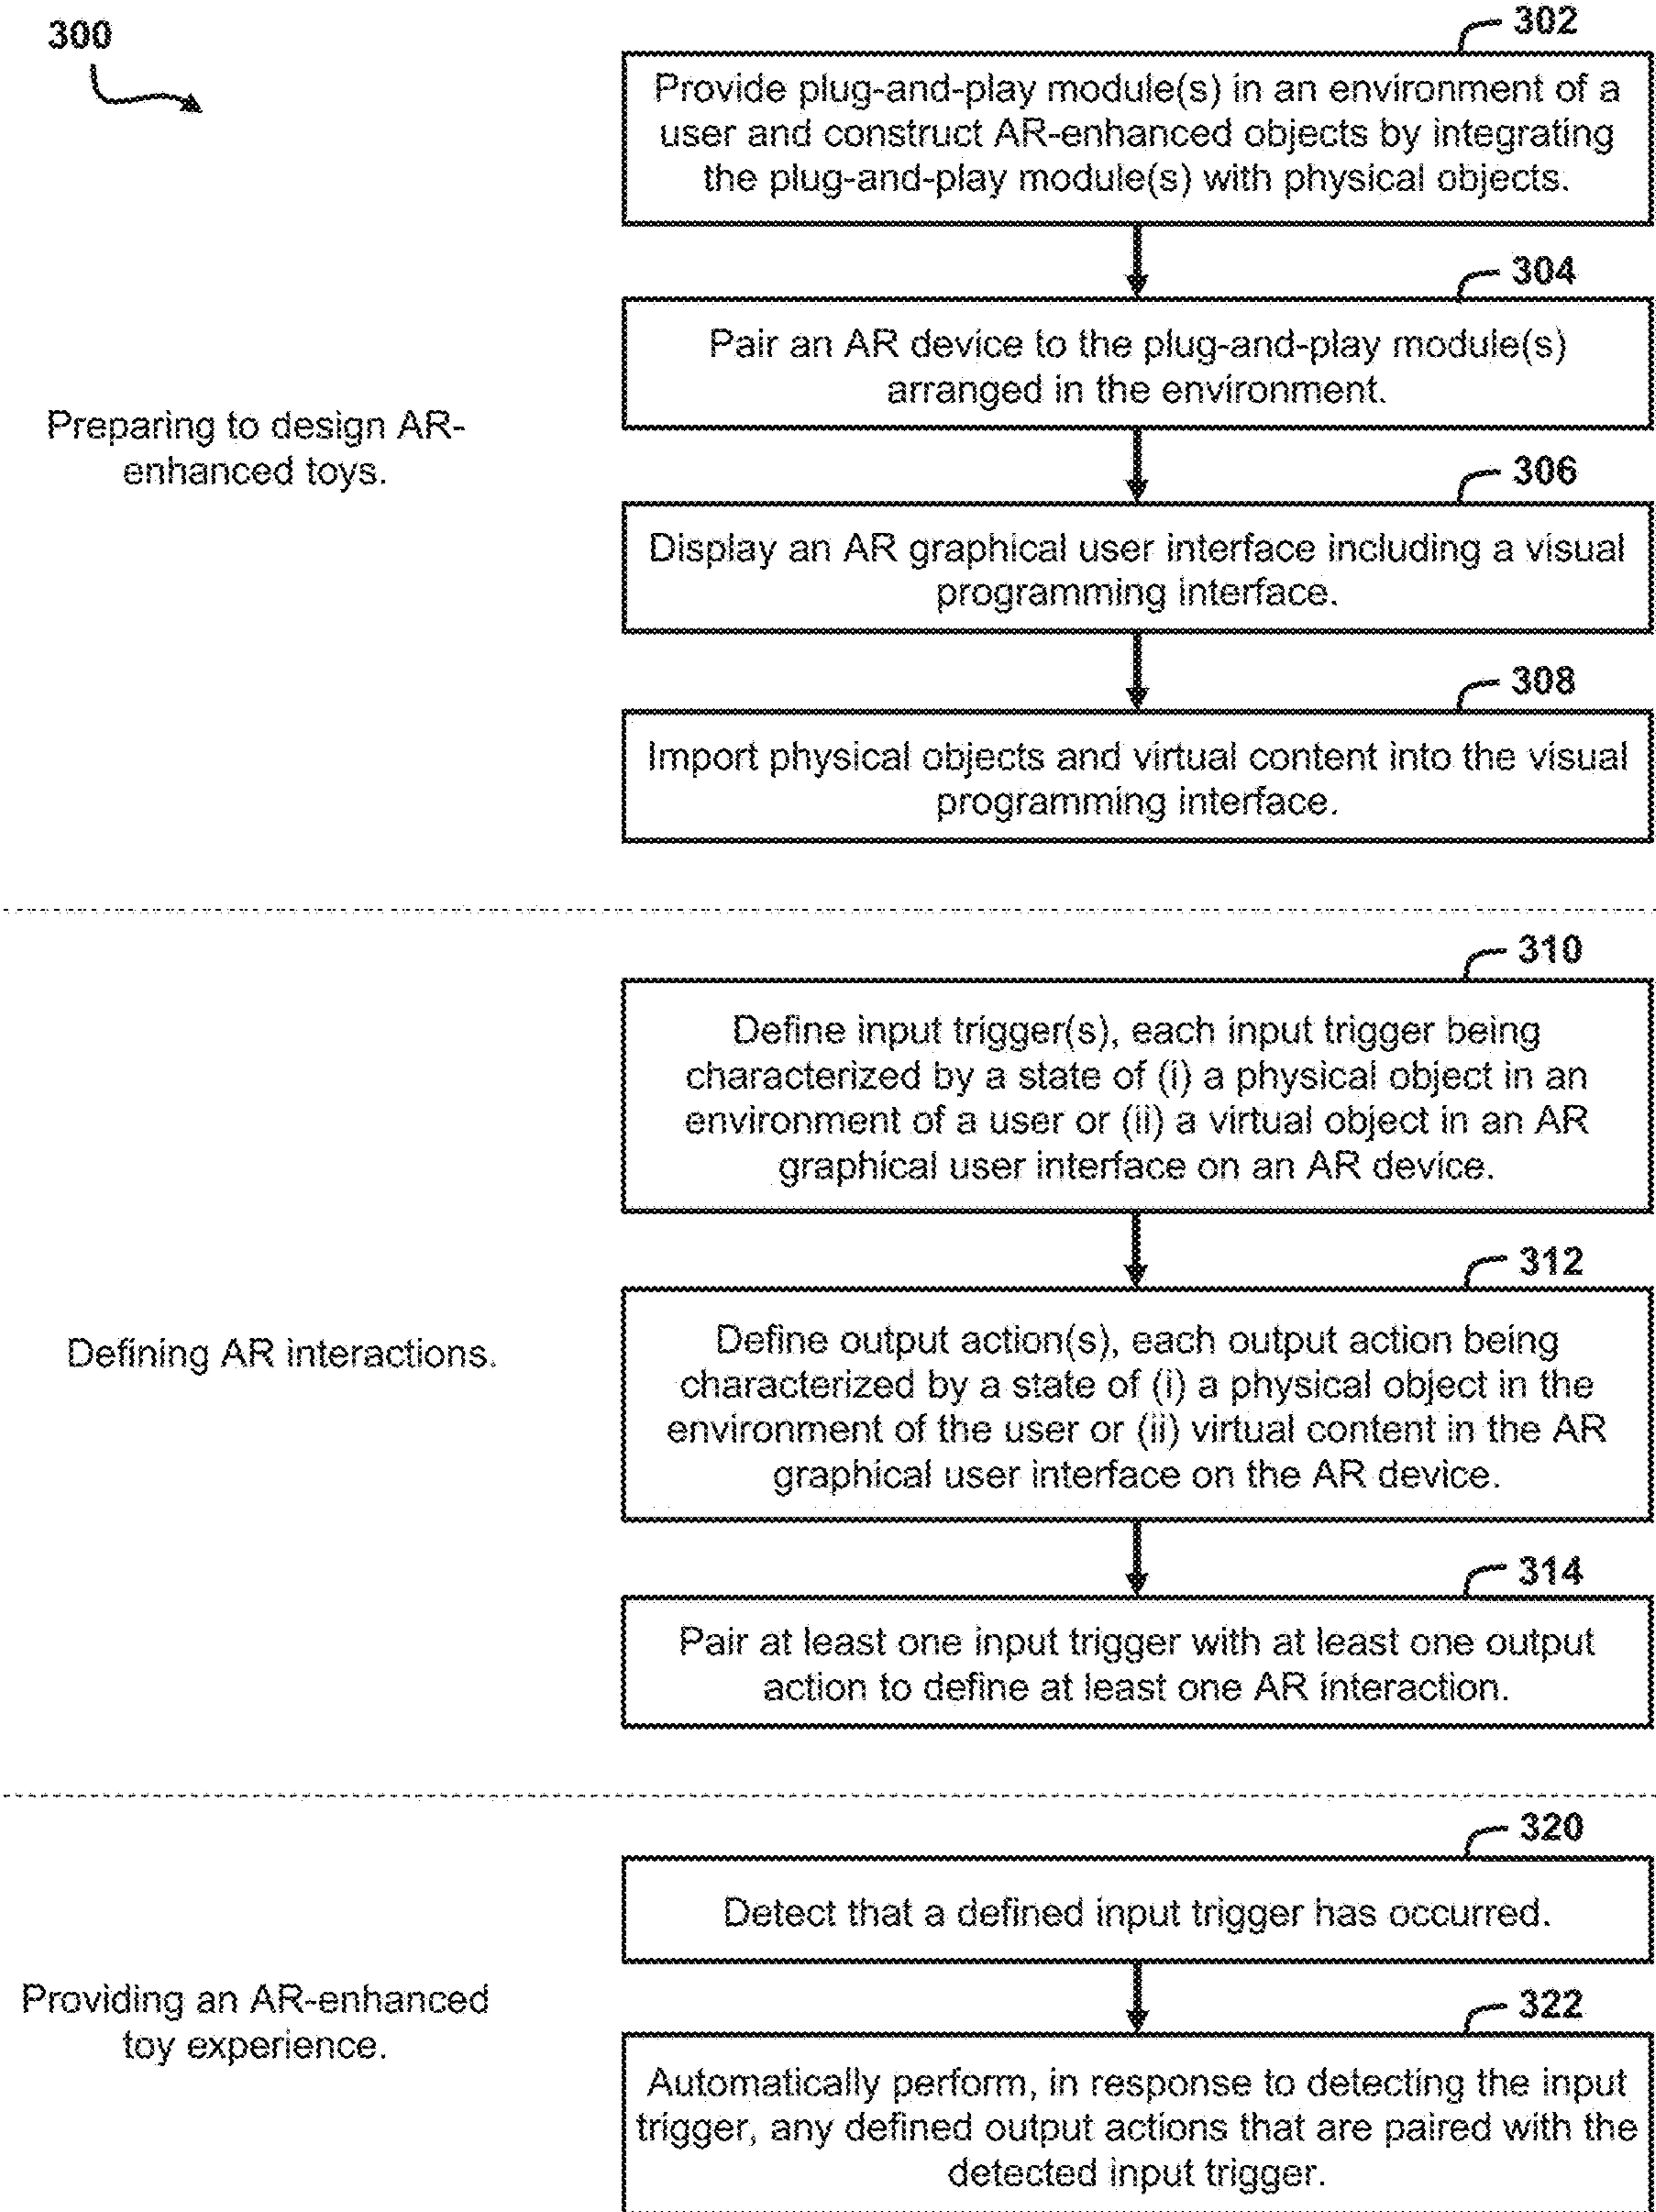 300
302
Provide plug-and-play module(s) in an environment of a
user and construct AR-enhanced objects by integrating
the plug-and-play module(s) with physical objects.
304
Pair an AR device to the plug-and-play module(s)
arranged in the environment.
Preparing to design AR-
enhanced toys.
306
Display an AR graphical user interface including a visual
programming interface.
308
Import physical objects and virtual content into the visual
programming interface.
310
Define input trigger(s), each input trigger being
characterized by a state of (i) a physical object in an
environment of a user or (ii) a virtual object in an AR
graphical user interface on an AR device.
312
Defining AR interactions.
Define output action(s), each output action being
characterized by a state of (i) a physical object in the
environment of the user or (ii) virtual content in the AR
graphical user interface on the AR device.
314
Pair at least one input trigger with at least one output
action to define at least one AR interaction.
320
Detect that a defined input trigger has occurred.
Providing an AR-enhanced
toy experience.
322
Automatically perform, in response to detecting the input
trigger, any defined output actions that are paired with the
detected input trigger.